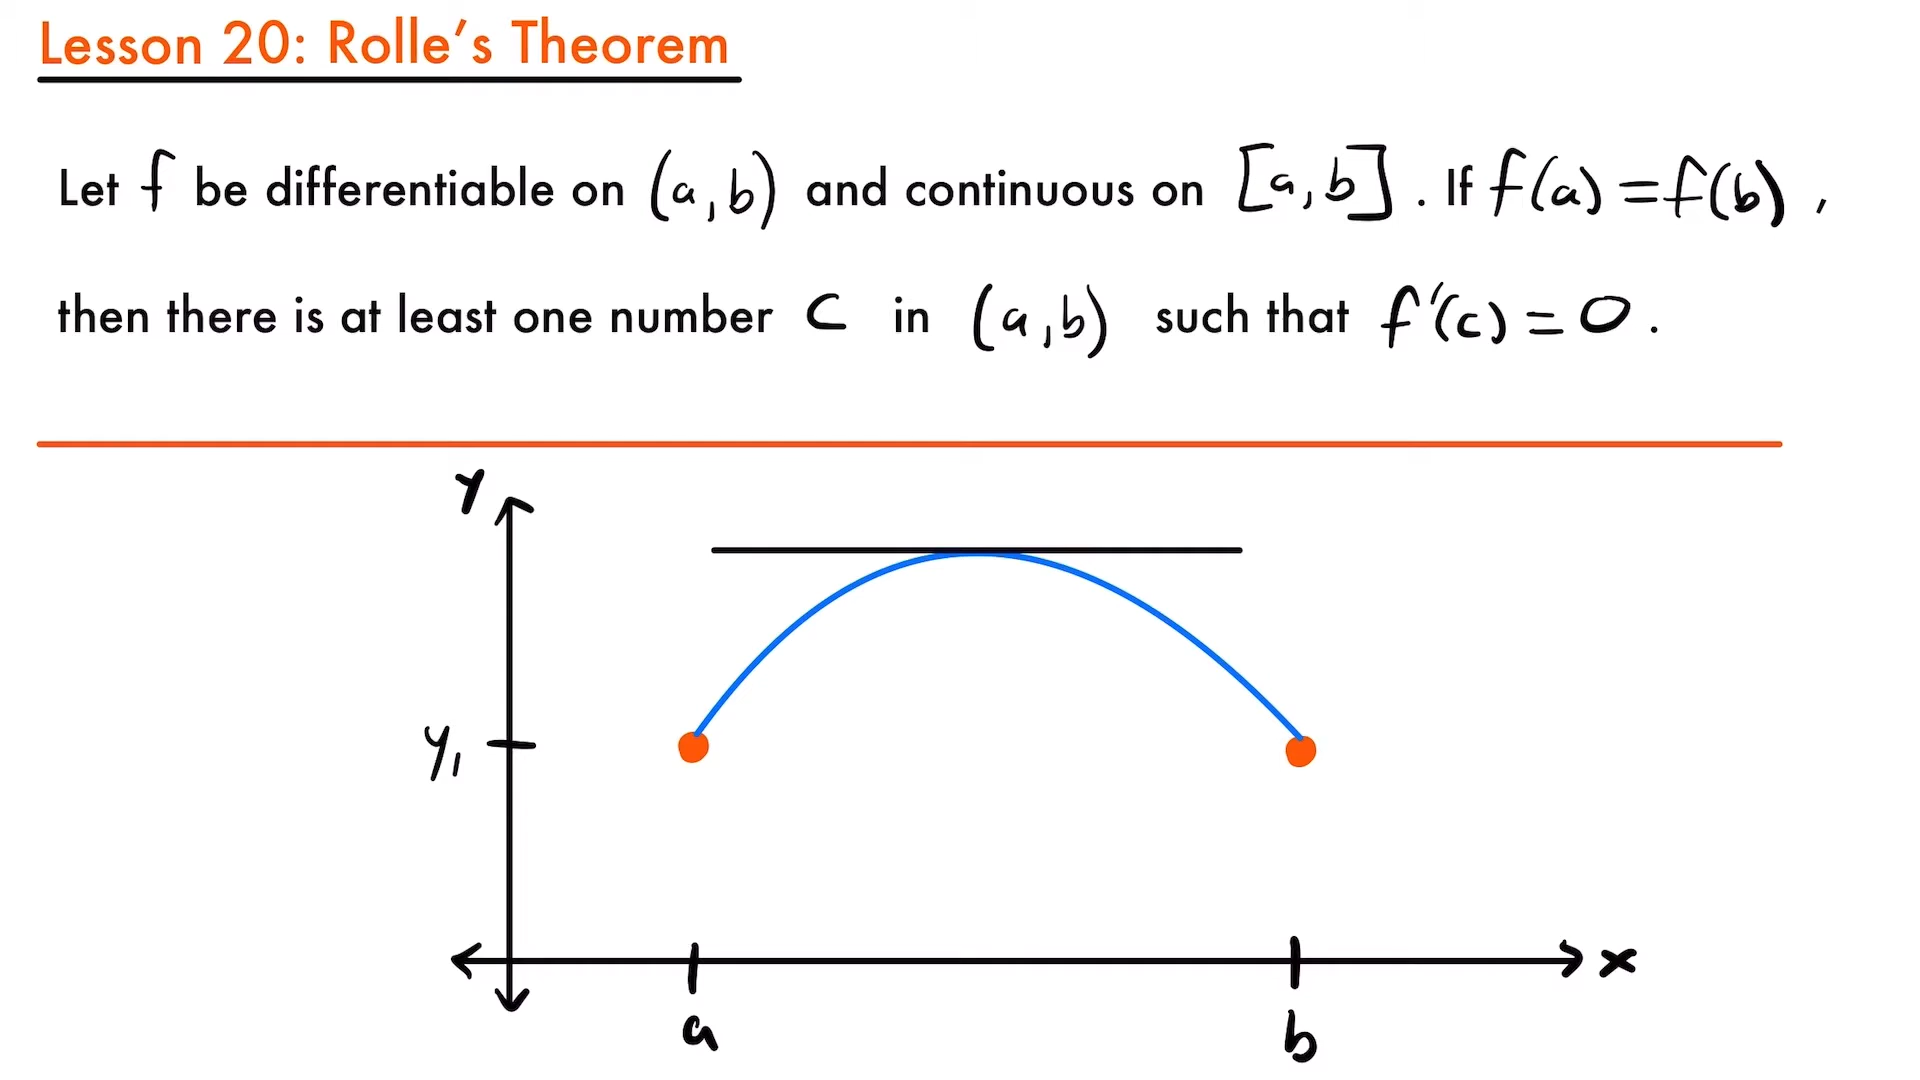 Lesson 20: Rolle's Theorem
Let f be differentiable on (a,b) and continuous on [a,b]. If f(a)=f(b),
then there is at least one number c in (a,b) such that f'(c)=0.
Y
y₁
x
a
b